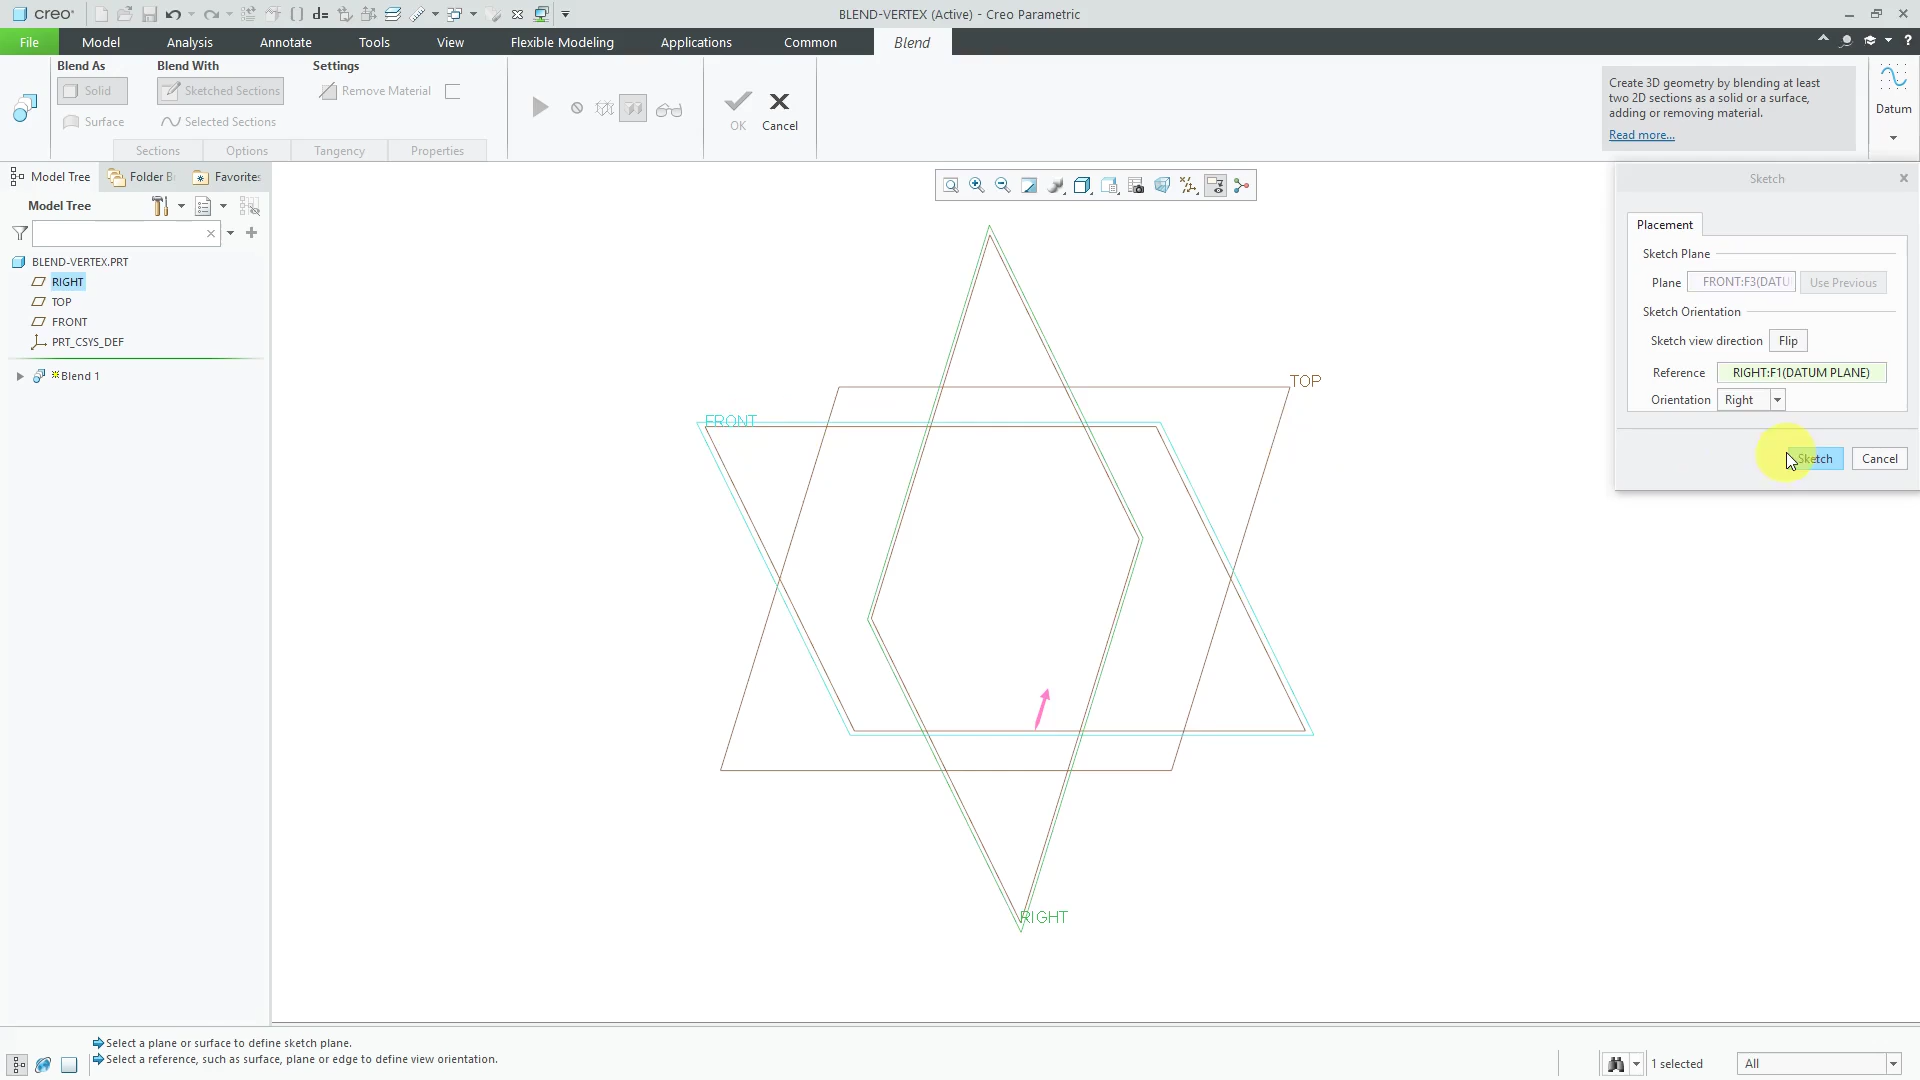 creo
BLEND-VERTEX (Active) - Creo Parametric
File
Model
Analysis
Annotate
Tools
View
Flexible Modeling
Applications
Common
Blend
Blend As
Blend With
Settings
Solid
Sketched Sections
Remove Material
Surface
Selected Sections
OK
Cancel
Sections
Options
Tangency
Properties
Create 3D geometry by blending at least
two 2D sections as a solid or a surface,
adding or removing material.
Read more...
Datum
Model Tree
Folder B
Favorites
Model Tree
BLEND-VERTEX.PRT
RIGHT
TOP
FRONT
PRT_CSYS_DEF
Blend 1
TOP
FRONT
RIGHT
Sketch
Placement
Sketch Plane
Plane
FRONT:F3(DATU
Use Previous
Sketch Orientation
Sketch view direction
Flip
Reference
RIGHT:F1(DATUM PLANE)
Orientation
Right
Sketch
Cancel
Select a plane or surface to define sketch plane.
Select a reference, such as surface, plane or edge to define view orientation.
1 selected
All